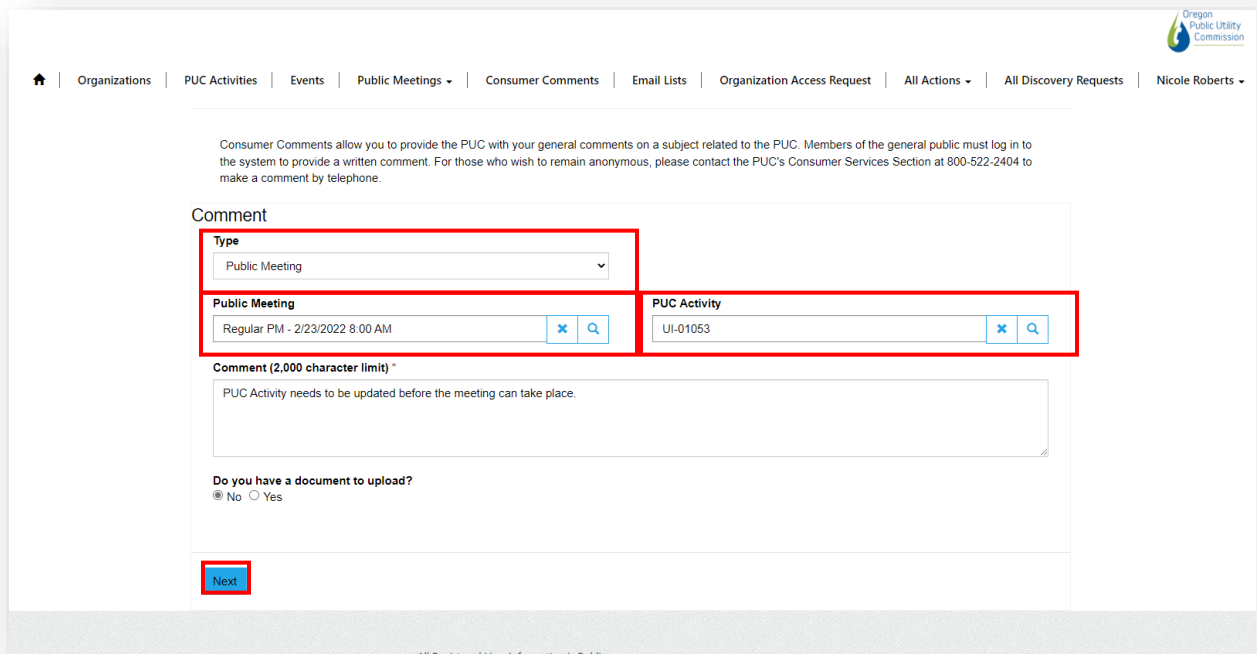 Oregon
Public Utility
Commission
Organizations PUC Activities Events Public Meetings Consumer Comments Email Lists Organization Access Request All Actions All Discovery Requests Nicole Roberts
Consumer Comments allow you to provide the PUC with your general comments on a subject related to the PUC. Members of the general public must log in to
the system to provide a written comment. For those who wish to remain anonymous, please contact the PUC's Consumer Services Section at 800-522-2404 to
make a comment by telephone.
Comment
Type
Public Meeting
Public Meeting PUC Activity
Regular PM - 2/23/2022 8:00 AM UI-01053
Comment (2,000 character limit) *
PUC Activity needs to be updated before the meeting can take place.
Do you have a document to upload?
No Yes
Next